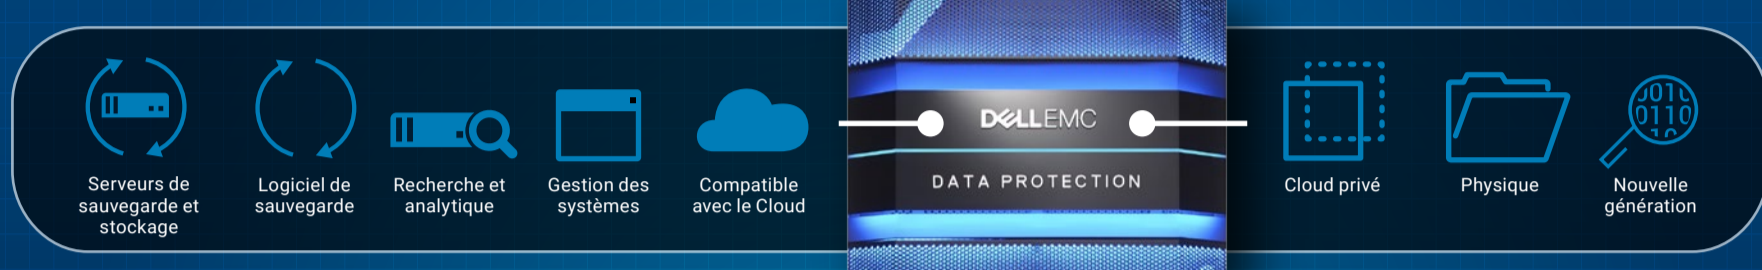 Serveurs de
sauvegarde et
stockage
Logiciel de
sauvegarde
Recherche et
analytique
Gestion des
systèmes
Compatible
avec le Cloud
DELLEMC
DATA PROTECTION
Cloud privé
Physique
0110
Nouvelle
génération